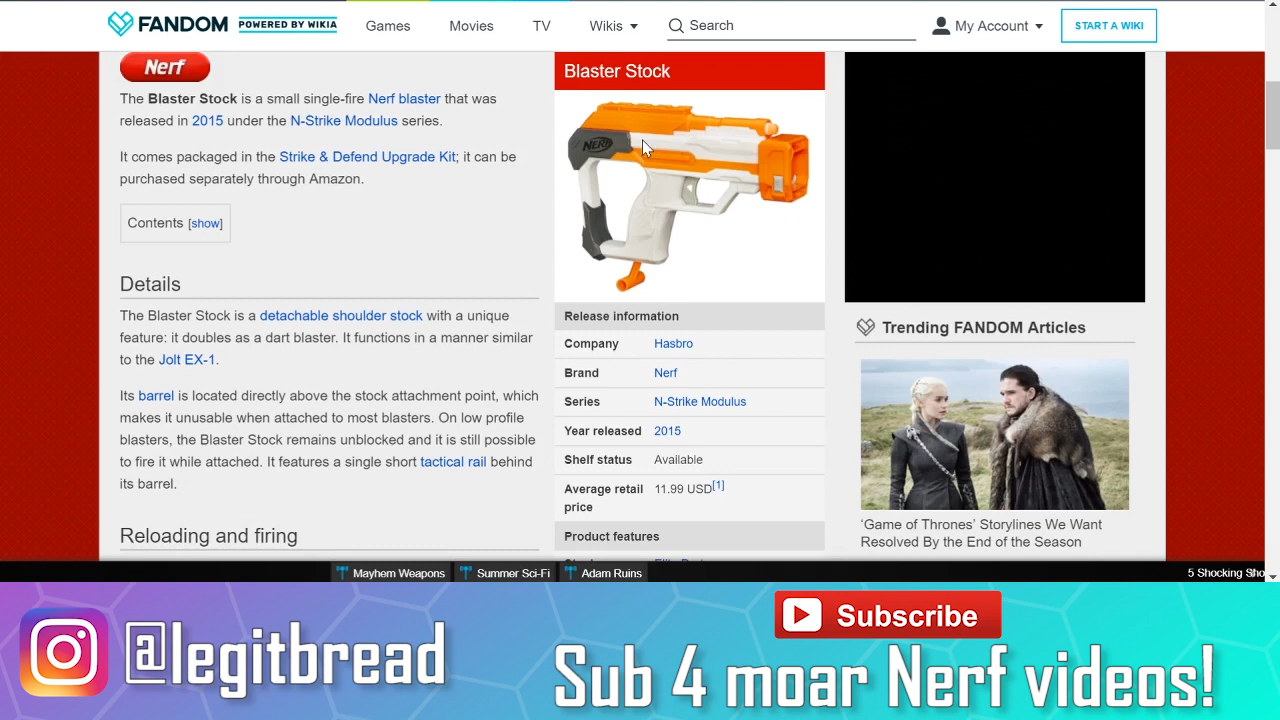 FANDOM POWERED BY WIKIA Games Movies TV Wikis Search My Account START A WIKI
Nerf
The Blaster Stock is a small single-fire Nerf blaster that was
released in 2015 under the N-Strike Modulus series.
It comes packaged in the Strike & Defend Upgrade Kit; it can be
purchased separately through Amazon.
Contents [show]
Details
The Blaster Stock is a detachable shoulder stock with a unique
feature: it doubles as a dart blaster. It functions in a manner similar
to the Jolt EX-1.
Its barrel is located directly above the stock attachment point, which
makes it unusable when attached to most blasters. On low profile
blasters, the Blaster Stock remains unblocked and it is still possible
to fire it while attached. It features a single short tactical rail behind
its barrel.
Reloading and firing
Blaster Stock
NERF
Release information
Company Hasbro
Brand Nerf
Series N-Strike Modulus
Year released 2015
Shelf status Available
Average retail 11.99 USD[1]
price
Product features
Trending FANDOM Articles
‘Game of Thrones’ Storylines We Want
Resolved By the End of the Season
Mayhem Weapons Summer Sci-Fi Adam Ruins 5 Shocking
@legitbread
Subscribe
Sub 4 moar Nerf videos!